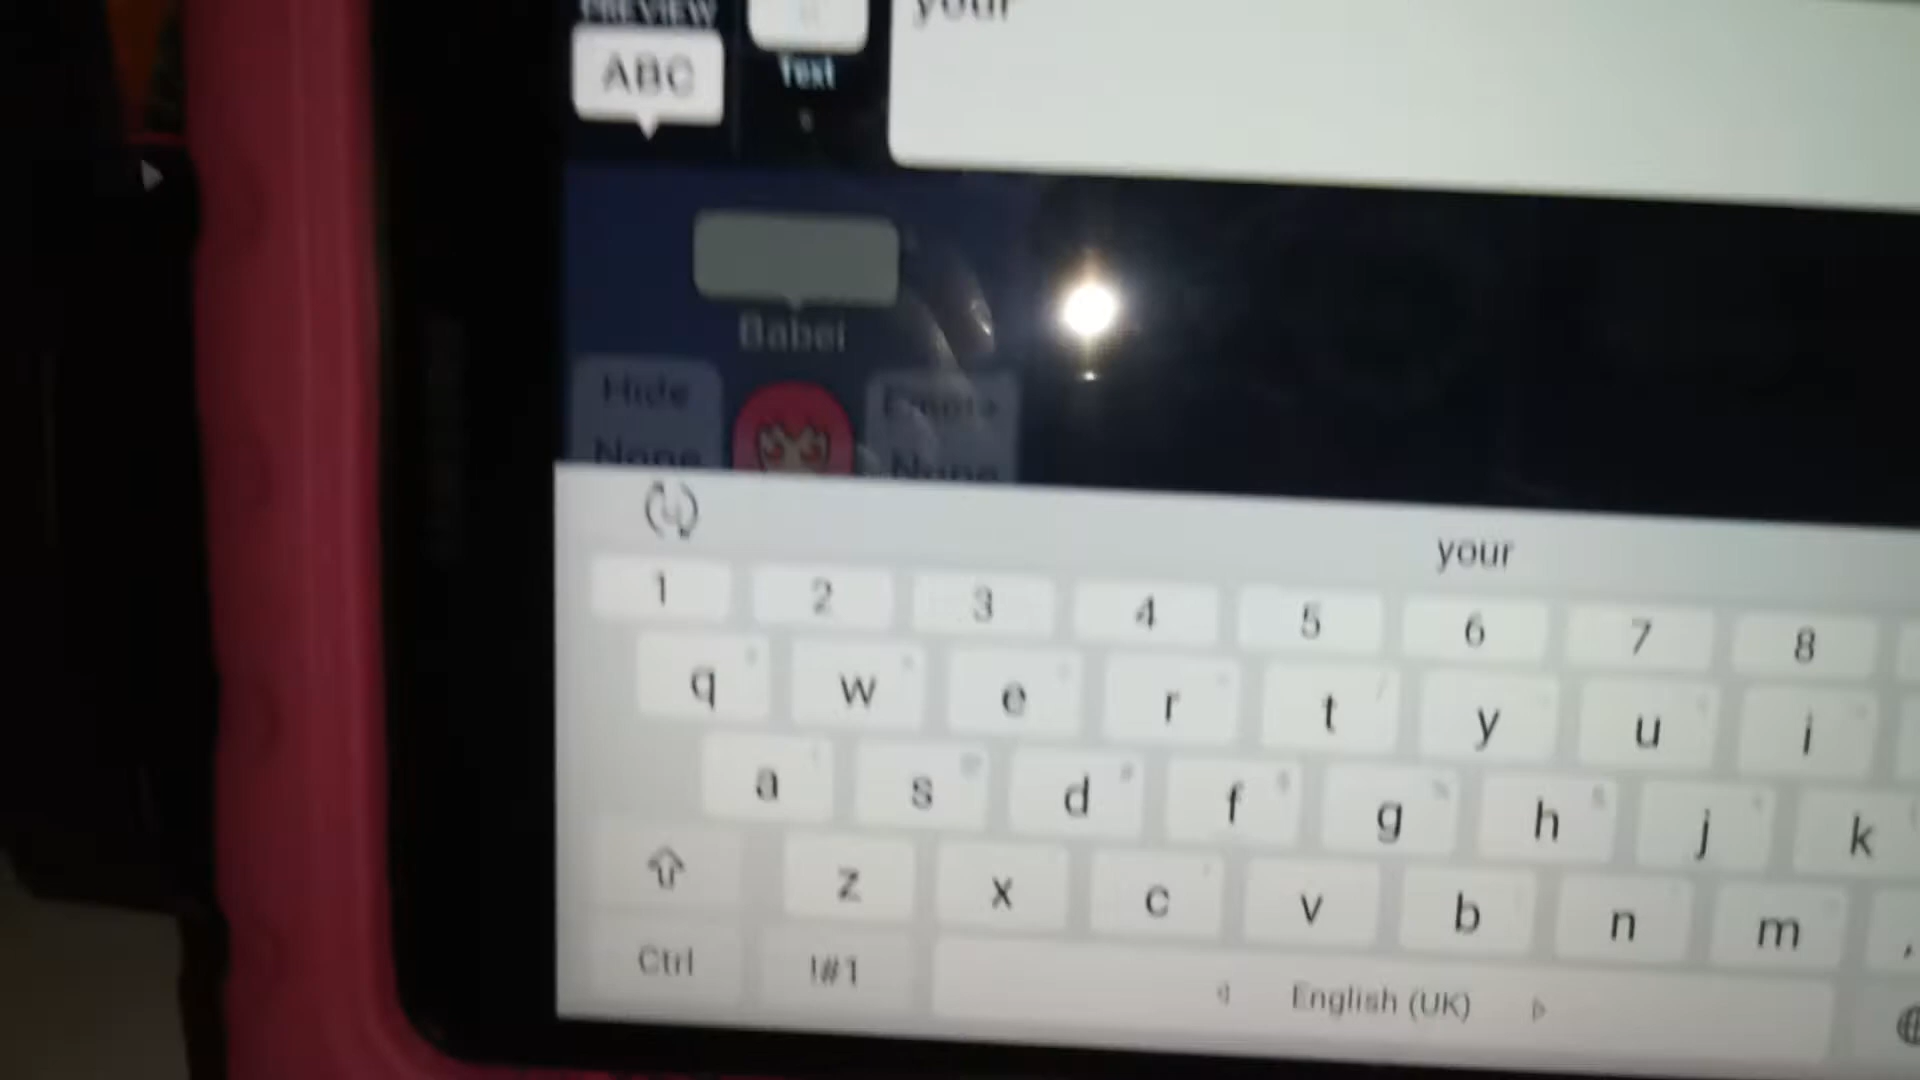 PREVIEW
your
ABC
Text
Babel
Hide
None
None
your
1 2 3 4 5 6 7 8
q w e r t y u i
a s d f g h j k
z x c v b n m ,
Ctrl !#1 English (UK)